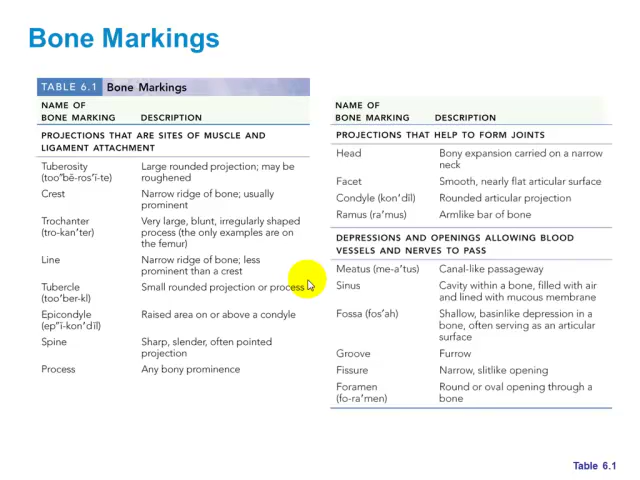 Bone Markings
TABLE 6.1 Bone Markings
NAME OF
BONE MARKING DESCRIPTION
PROJECTIONS THAT ARE SITES OF MUSCLE AND
LIGAMENT ATTACHMENT
Tuberosity Large rounded projection; may be
(too″bĕ-ros′ĭ-te) roughened
Crest Narrow ridge of bone; usually
prominent
Trochanter Very large, blunt, irregularly shaped
(tro-kan′ter) process (the only examples are on
the femur)
Line Narrow ridge of bone; less
prominent than a crest
Tubercle Small rounded projection or process
(too′ber-kl)
Epicondyle Raised area on or above a condyle
(ep″ĭ-kon′dīl)
Spine Sharp, slender, often pointed
projection
Process Any bony prominence
NAME OF
BONE MARKING DESCRIPTION
PROJECTIONS THAT HELP TO FORM JOINTS
Head Bony expansion carried on a narrow
neck
Facet Smooth, nearly flat articular surface
Condyle (kon′dīl) Rounded articular projection
Ramus (ra′mus) Armlike bar of bone
DEPRESSIONS AND OPENINGS ALLOWING BLOOD
VESSELS AND NERVES TO PASS
Meatus (me-a′tus) Canal-like passageway
Sinus Cavity within a bone, filled with air
and lined with mucous membrane
Fossa (fos′ah) Shallow, basinlike depression in a
bone, often serving as an articular
surface
Groove Furrow
Fissure Narrow, slitlike opening
Foramen Round or oval opening through a
(fo-ra′men) bone
Table 6.1